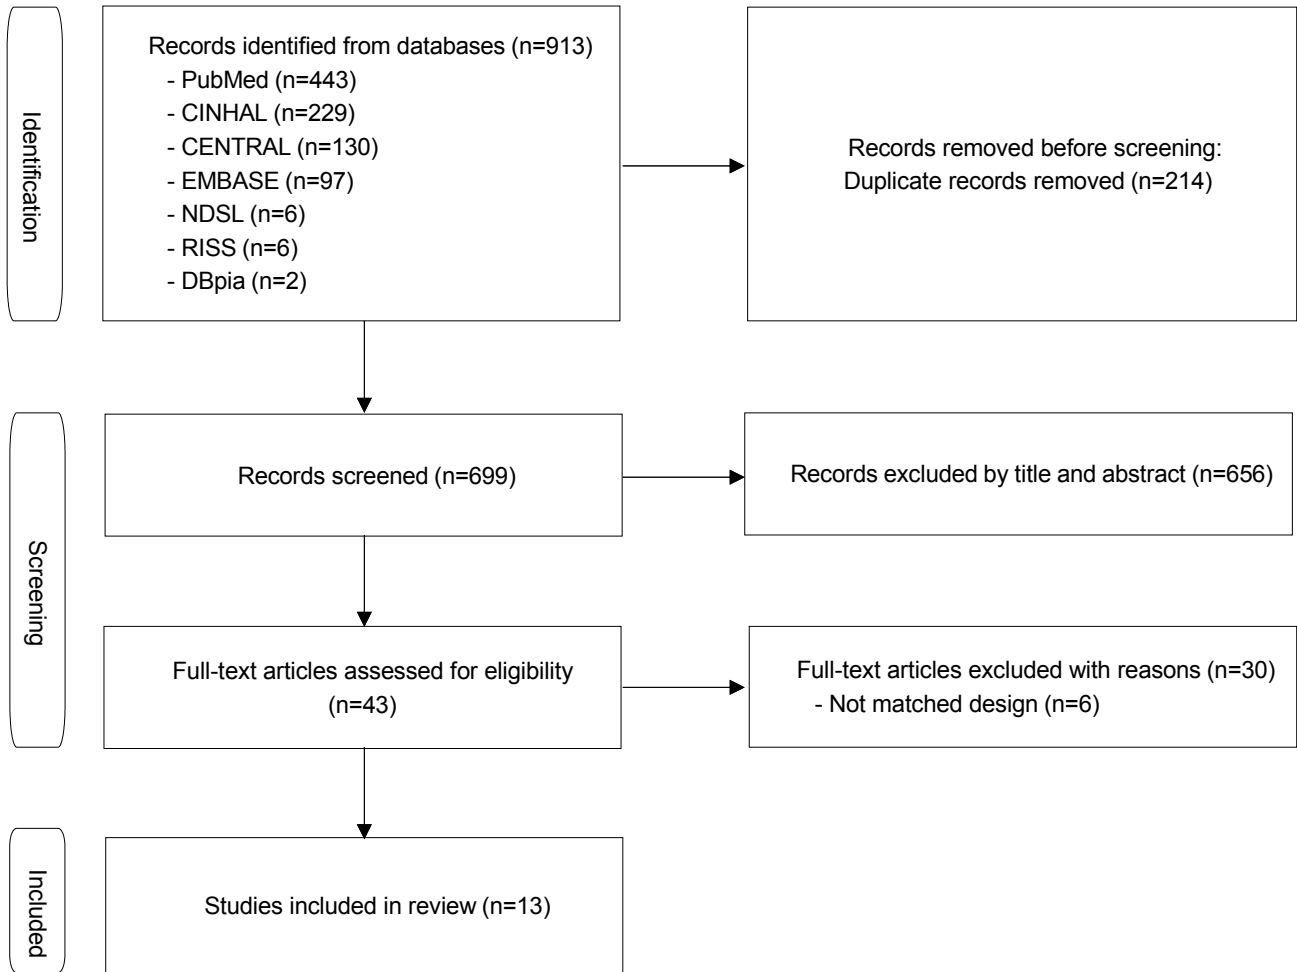 Identification
Records identified from databases (n=913)
- PubMed (n=443)
- CINHAL (n=229)
- CENTRAL (n=130)
- EMBASE (n=97)
- NDSL (n=6)
- RISS (n=6)
- DBpia (n=2)
Records removed before screening:
Duplicate records removed (n=214)
Screening
Records screened (n=699)
Records excluded by title and abstract (n=656)
Full-text articles assessed for eligibility
(n=43)
Full-text articles excluded with reasons (n=30)
- Not matched design (n=6)
Included
Studies included in review (n=13)